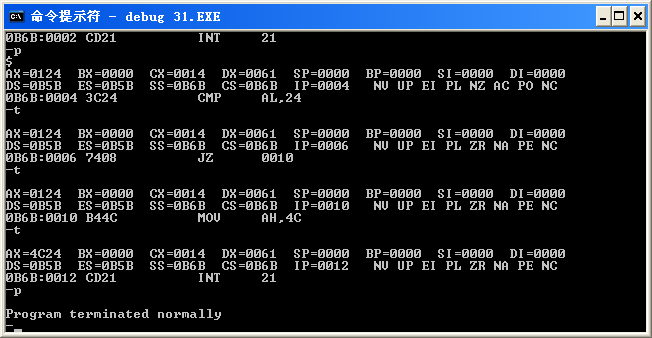 命令提示符 - debug 31.EXE
0B6B:0002 CD21 INT 21
-p
$
AX=0124 BX=0000 CX=0014 DX=0061 SP=0000 BP=0000 SI=0000 DI=0000
DS=0B5B ES=0B5B SS=0B6B CS=0B6B IP=0004 NV UP EI PL NZ AC PO NC
0B6B:0004 3C24 CMP AL,24
-t
AX=0124 BX=0000 CX=0014 DX=0061 SP=0000 BP=0000 SI=0000 DI=0000
DS=0B5B ES=0B5B SS=0B6B CS=0B6B IP=0006 NV UP EI PL ZR NA PE NC
0B6B:0006 7408 JZ 0010
-t
AX=0124 BX=0000 CX=0014 DX=0061 SP=0000 BP=0000 SI=0000 DI=0000
DS=0B5B ES=0B5B SS=0B6B CS=0B6B IP=0010 NV UP EI PL ZR NA PE NC
0B6B:0010 B44C MOV AH,4C
-t
AX=4C24 BX=0000 CX=0014 DX=0061 SP=0000 BP=0000 SI=0000 DI=0000
DS=0B5B ES=0B5B SS=0B6B CS=0B6B IP=0012 NV UP EI PL ZR NA PE NC
0B6B:0012 CD21 INT 21
-p
Program terminated normally
-